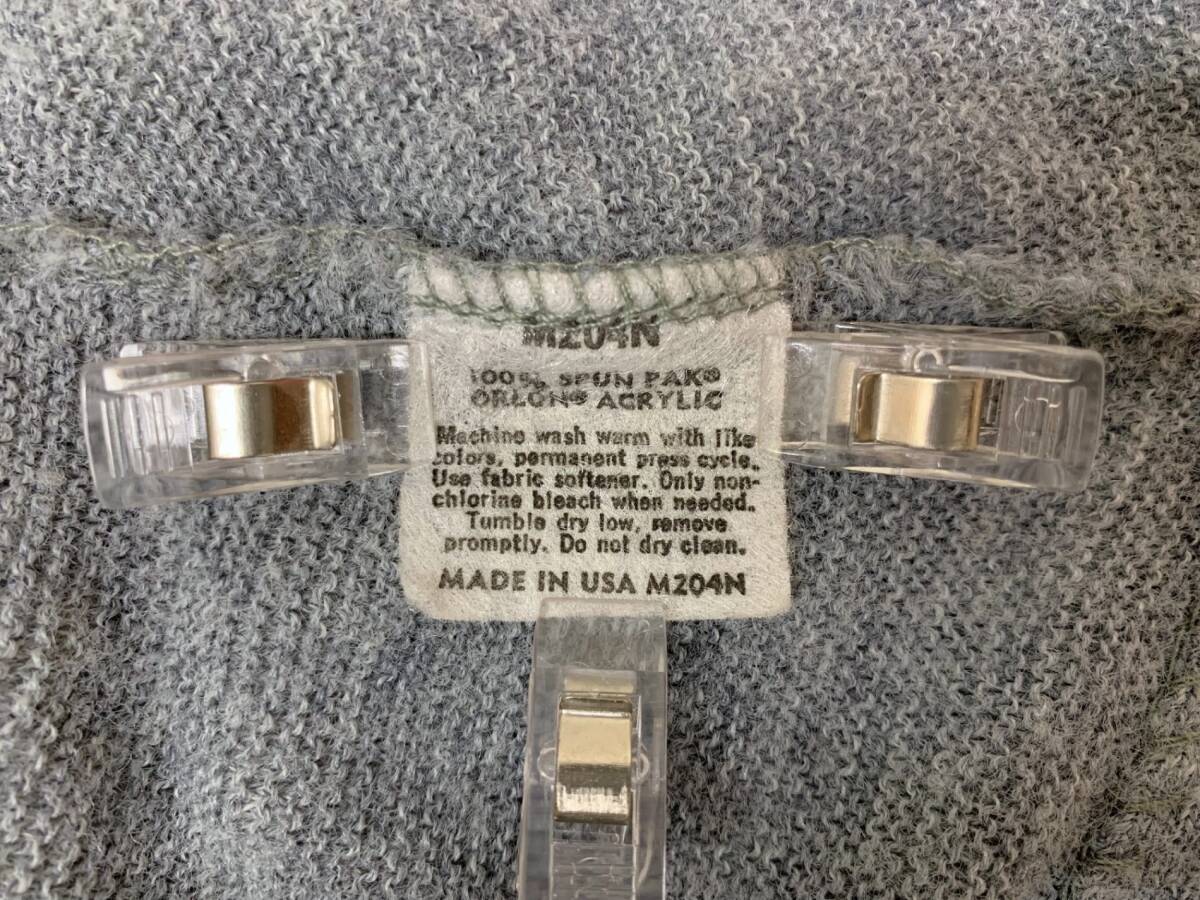 M204N
100% SPUN PAK®
ORLON® ACRYLIC
Machine wash warm with like
colors, permanent press cycle.
Use fabric softener. Only non-
chlorine bleach when needed.
Tumble dry low, remove
promptly. Do not dry clean.
MADE IN USA M204N